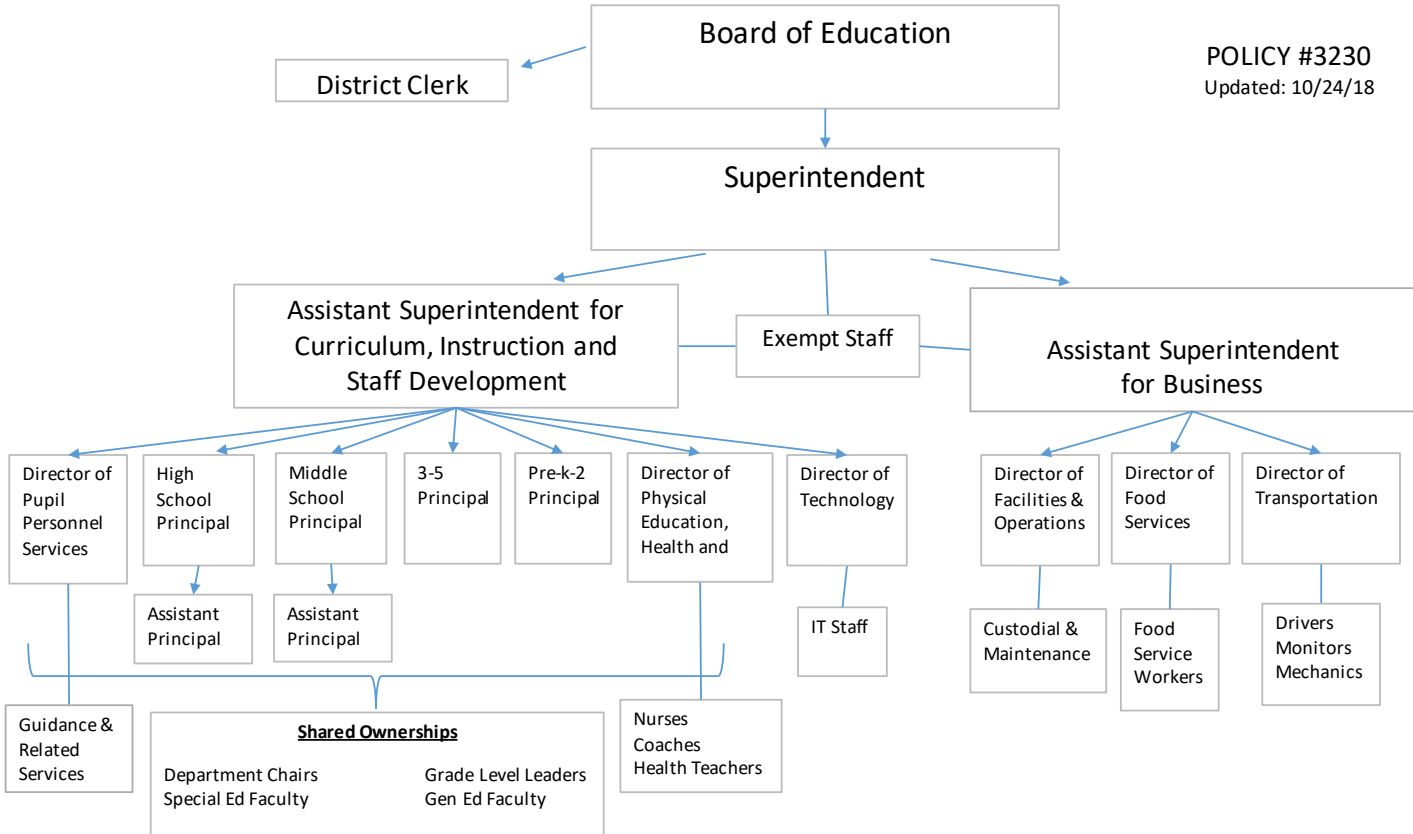 Board of Education
POLICY #3230
Updated: 10/24/18
District Clerk
Superintendent
Assistant Superintendent for
Curriculum, Instruction and
Staff Development
Exempt Staff
Assistant Superintendent
for Business
Director of
Pupil
Personnel
Services
High
School
Principal
Middle
School
Principal
3-5
Principal
Pre-k-2
Principal
Director of
Physical
Education,
Health and
Director of
Technology
Director of
Facilities &
Operations
Director of
Food
Services
Director of
Transportation
Assistant
Principal
Assistant
Principal
IT Staff
Custodial &
Maintenance
Food
Service
Workers
Drivers
Monitors
Mechanics
Guidance &
Related
Services
Shared Ownerships
Department Chairs Grade Level Leaders
Special Ed Faculty Gen Ed Faculty
Nurses
Coaches
Health Teachers